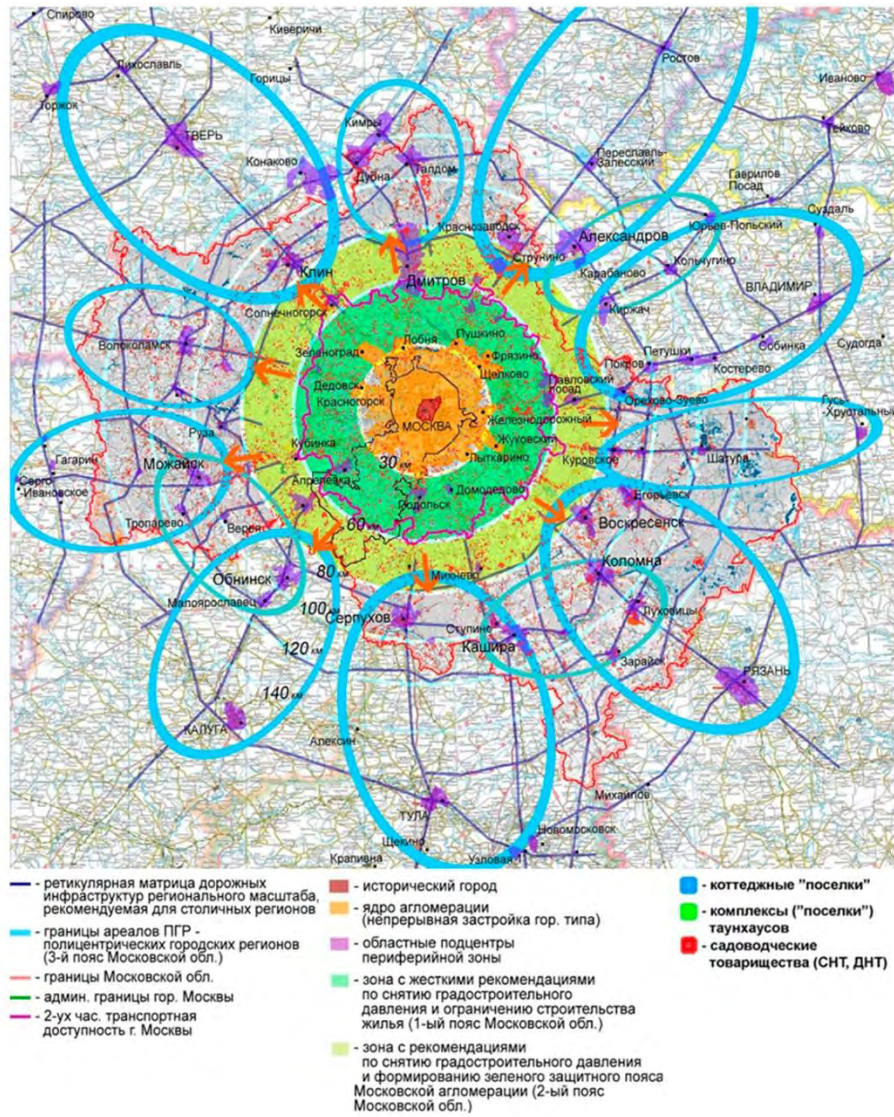 Спирово
Киверичи
Лихославль
Горицы
Торжок
ТВЕРЬ
Ростов
Иваново
Тейково
Кимры
Конаково
Дубна
Талдом
Переславль-
Залесский
Гаврилов
Посад
Суздаль
Краснозаводск
Александров
Юрьев-Польский
Струнино
Клин
Дмитров
Карабаново
Кольчугино
Солнечногорск
Киржач
ВЛАДИМИР
Волоколамск
Зеленоград
Лобня
Пушкино
Фрязино
Щелково
Покров
Петушки
Собинка
Судогда
Костерево
Дедовск
Красногорск
МОСКВА
Павловский
Посад
Орехово-Зуево
Гусь-
Хрустальный
Железнодорожный
Руза
Кубинка
Жуковский
Гагарин
Можайск
30 км
Лыткарино
Куровское
Шатура
Серго
-Ивановское
Апрелевка
Домодедово
Егорьевск
Тропарево
Верея
Подольск
Воскресенск
60 км
Обнинск
80 км
Михнево
Коломна
Малоярославец
100 км
Серпухов
Ступино
Луховицы
120 км
Кашира
Зарайск
РЯЗАНЬ
140 км
КАЛУГА
Алексин
Михайлов
ТУЛА
Щекино
Новомосковск
Крапивна
Узловая
- ретикулярная матрица дорожных
инфраструктур регионального масштаба,
рекомендуемая для столичных регионов
- границы ареалов ПГР -
полицентрических городских регионов
(3-й пояс Московской обл.)
- границы Московской обл.
- админ. границы гор. Москвы
- 2-ух час. транспортная
доступность г. Москвы
- исторический город
- ядро агломерации
(непрерывная застройка гор. типа)
- областные подцентры
периферийной зоны
- зона с жесткими рекомендациями
по снятию градостроительного
давления и ограничению строительства
жилья (1-ый пояс Московской обл.)
- зона с рекомендациями
по снятию градостроительного давления
и формированию зеленого защитного пояса
Московской агломерации (2-ый пояс
Московской обл.)
- коттеджные "поселки"
- комплексы ("поселки")
таунхаусов
- садоводческие
товарищества (СНТ, ДНТ)